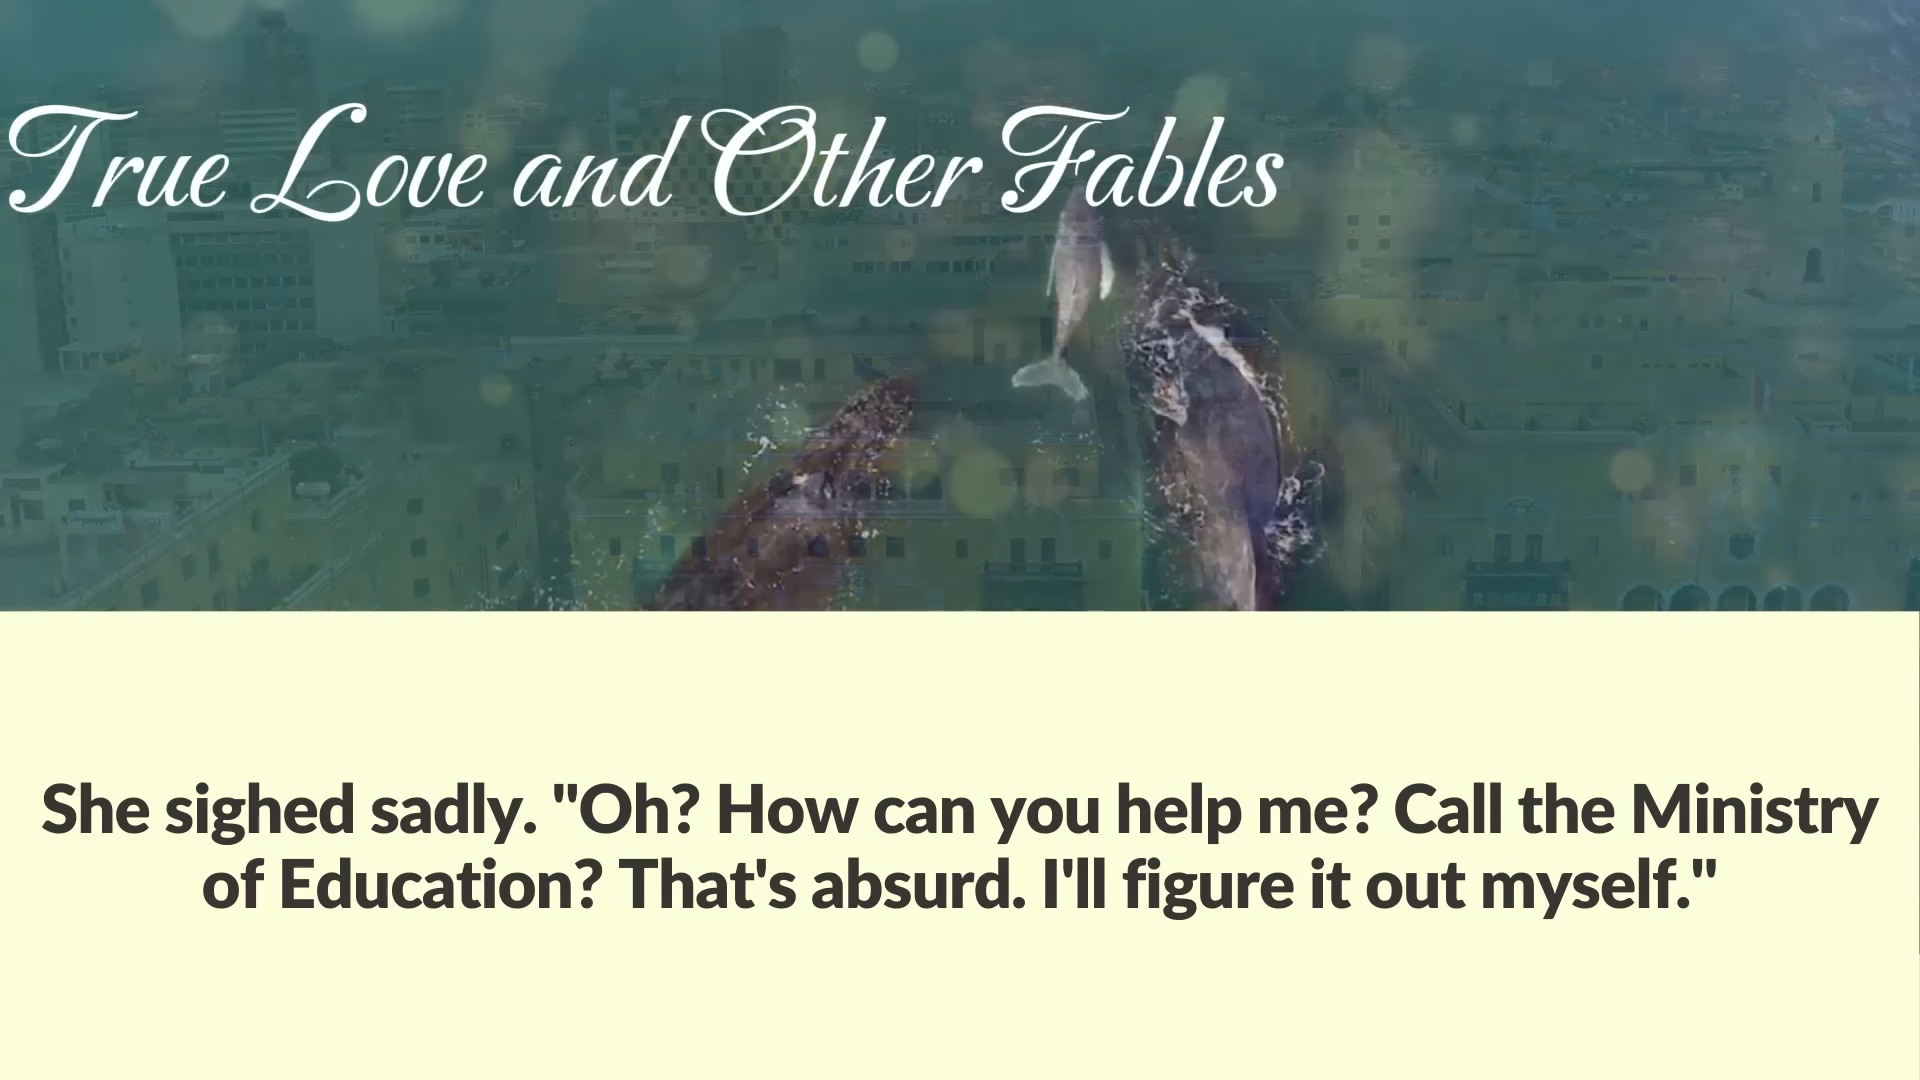 True Love and Other Fables
She sighed sadly. "Oh? How can you help me? Call the Ministry
of Education? That's absurd. I'll figure it out myself."